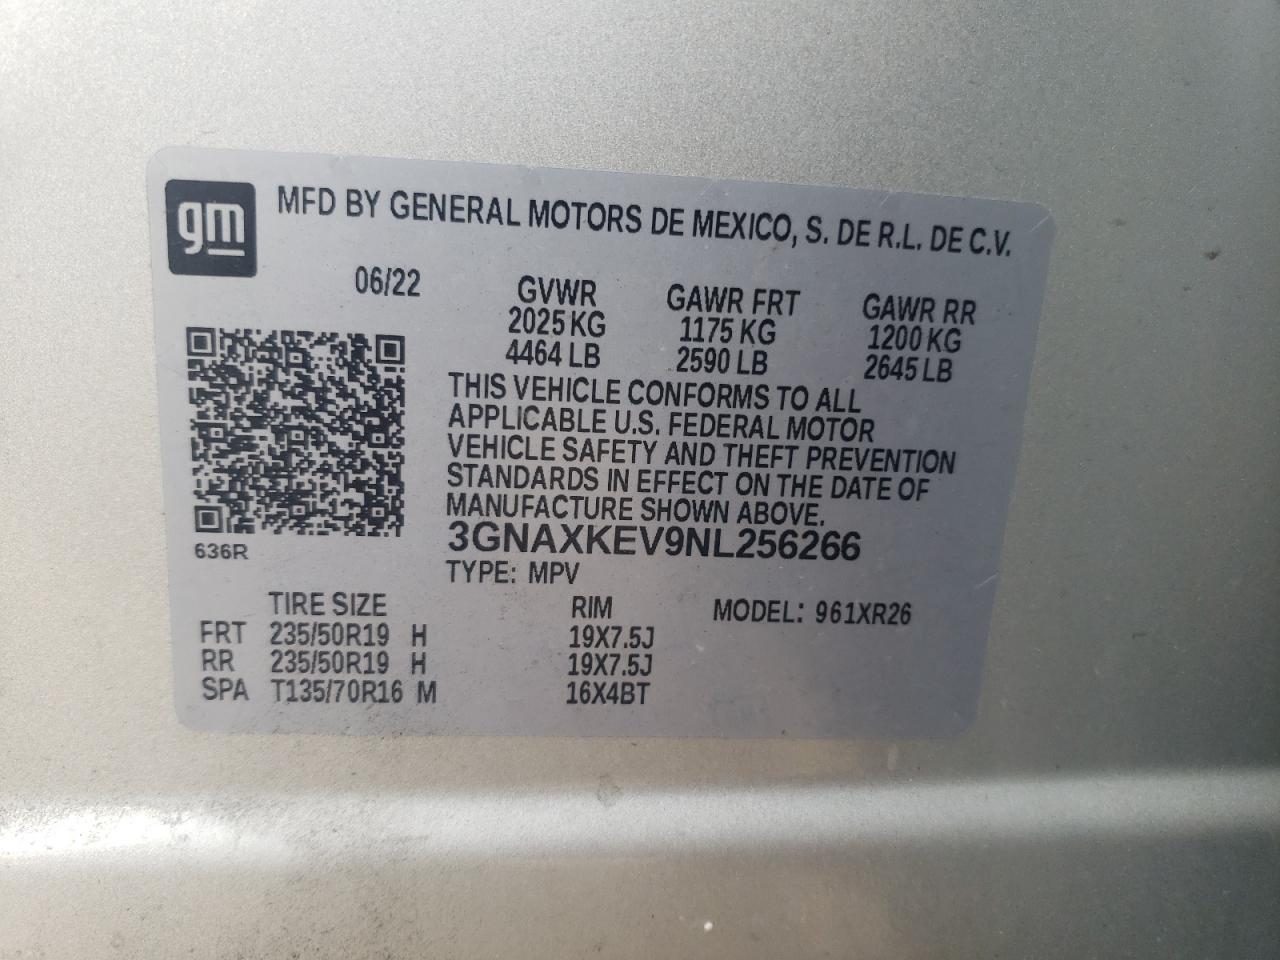 gm
MFD BY GENERAL MOTORS DE MEXICO, S. DE R.L. DE C.V.
06/22 GVWR GAWR FRT GAWR RR
2025 KG 1175 KG 1200 KG
4464 LB 2590 LB 2645 LB
THIS VEHICLE CONFORMS TO ALL
APPLICABLE U.S. FEDERAL MOTOR
VEHICLE SAFETY AND THEFT PREVENTION
STANDARDS IN EFFECT ON THE DATE OF
MANUFACTURE SHOWN ABOVE.
636R 3GNAXKEV9NL256266
TYPE: MPV
TIRE SIZE RIM MODEL: 961XR26
FRT 235/50R19 H 19X7.5J
RR 235/50R19 H 19X7.5J
SPA T135/70R16 M 16X4BT